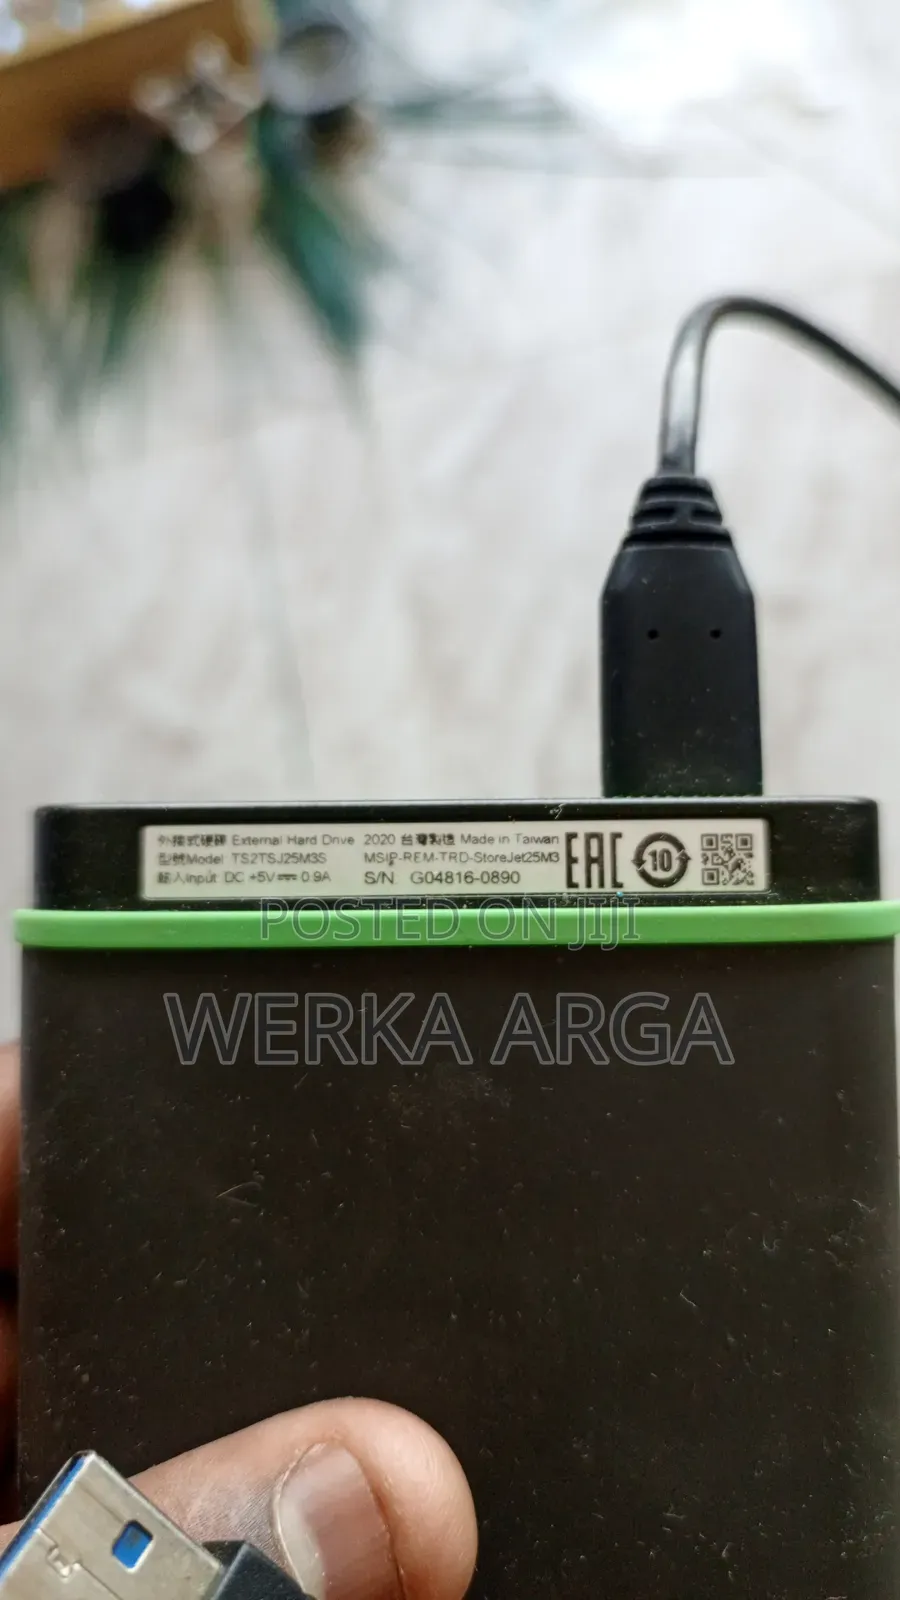 外接式硬碟 External Hard Drive 2020 台灣製造 Made in Taiwan
型號Model TS2TSJ25M3S MSIP-REM-TRD-StoreJet25M3
輸入Input DC +5V⎓0.9A S/N G04816-0890
EAC
10
POSTED ON JIJI
WERKA ARGA